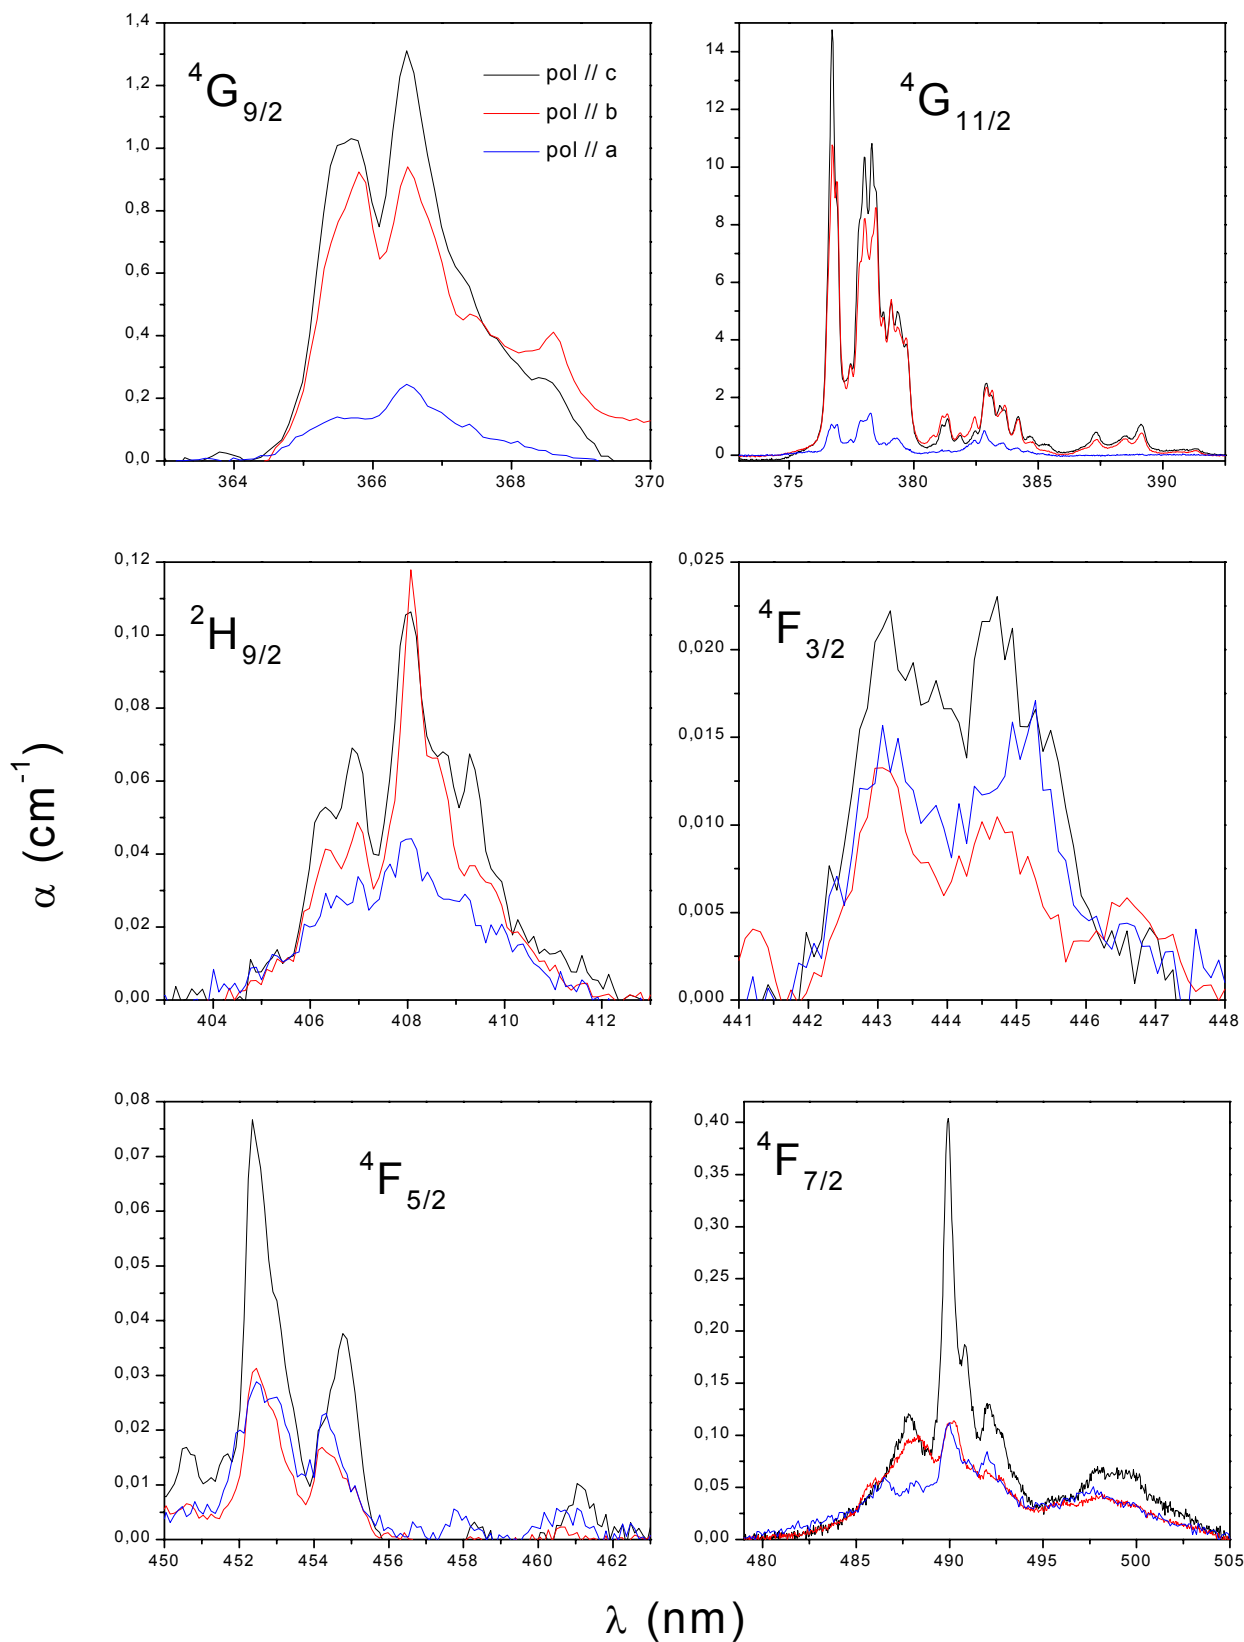 1,4
1,2
1,0
0,8
0,6
0,4
0,2
0,0
364 366 368 370
4G9/2
pol // c
pol // b
pol // a
14
12
10
8
6
4
2
0
375 380 385 390
4G11/2
0,12
0,10
0,08
0,06
0,04
0,02
0,00
404 406 408 410 412
2H9/2
0,025
0,020
0,015
0,010
0,005
0,000
441 442 443 444 445 446 447 448
4F3/2
α (cm-1)
0,08
0,07
0,06
0,05
0,04
0,03
0,02
0,01
0,00
450 452 454 456 458 460 462
4F5/2
0,40
0,35
0,30
0,25
0,20
0,15
0,10
0,05
0,00
480 485 490 495 500 505
4F7/2
λ (nm)